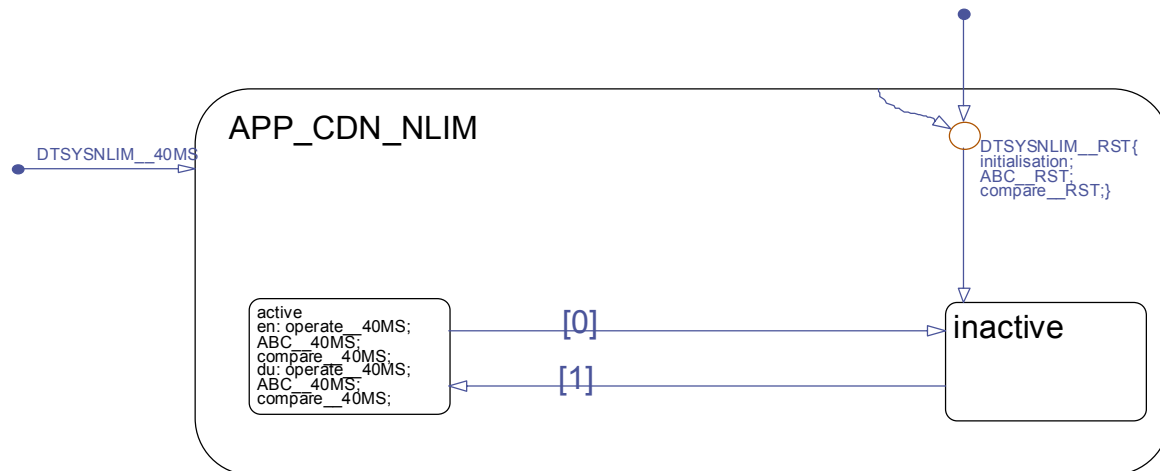 APP_CDN_NLIM
DTSYSNLIM__40MS
DTSYSNLIM__RST{
initialisation;
ABC__RST;
compare__RST;}
active
en: operate__40MS;
ABC__40MS;
compare__40MS;
du: operate__40MS;
ABC__40MS;
compare__40MS;
[0]
[1]
inactive